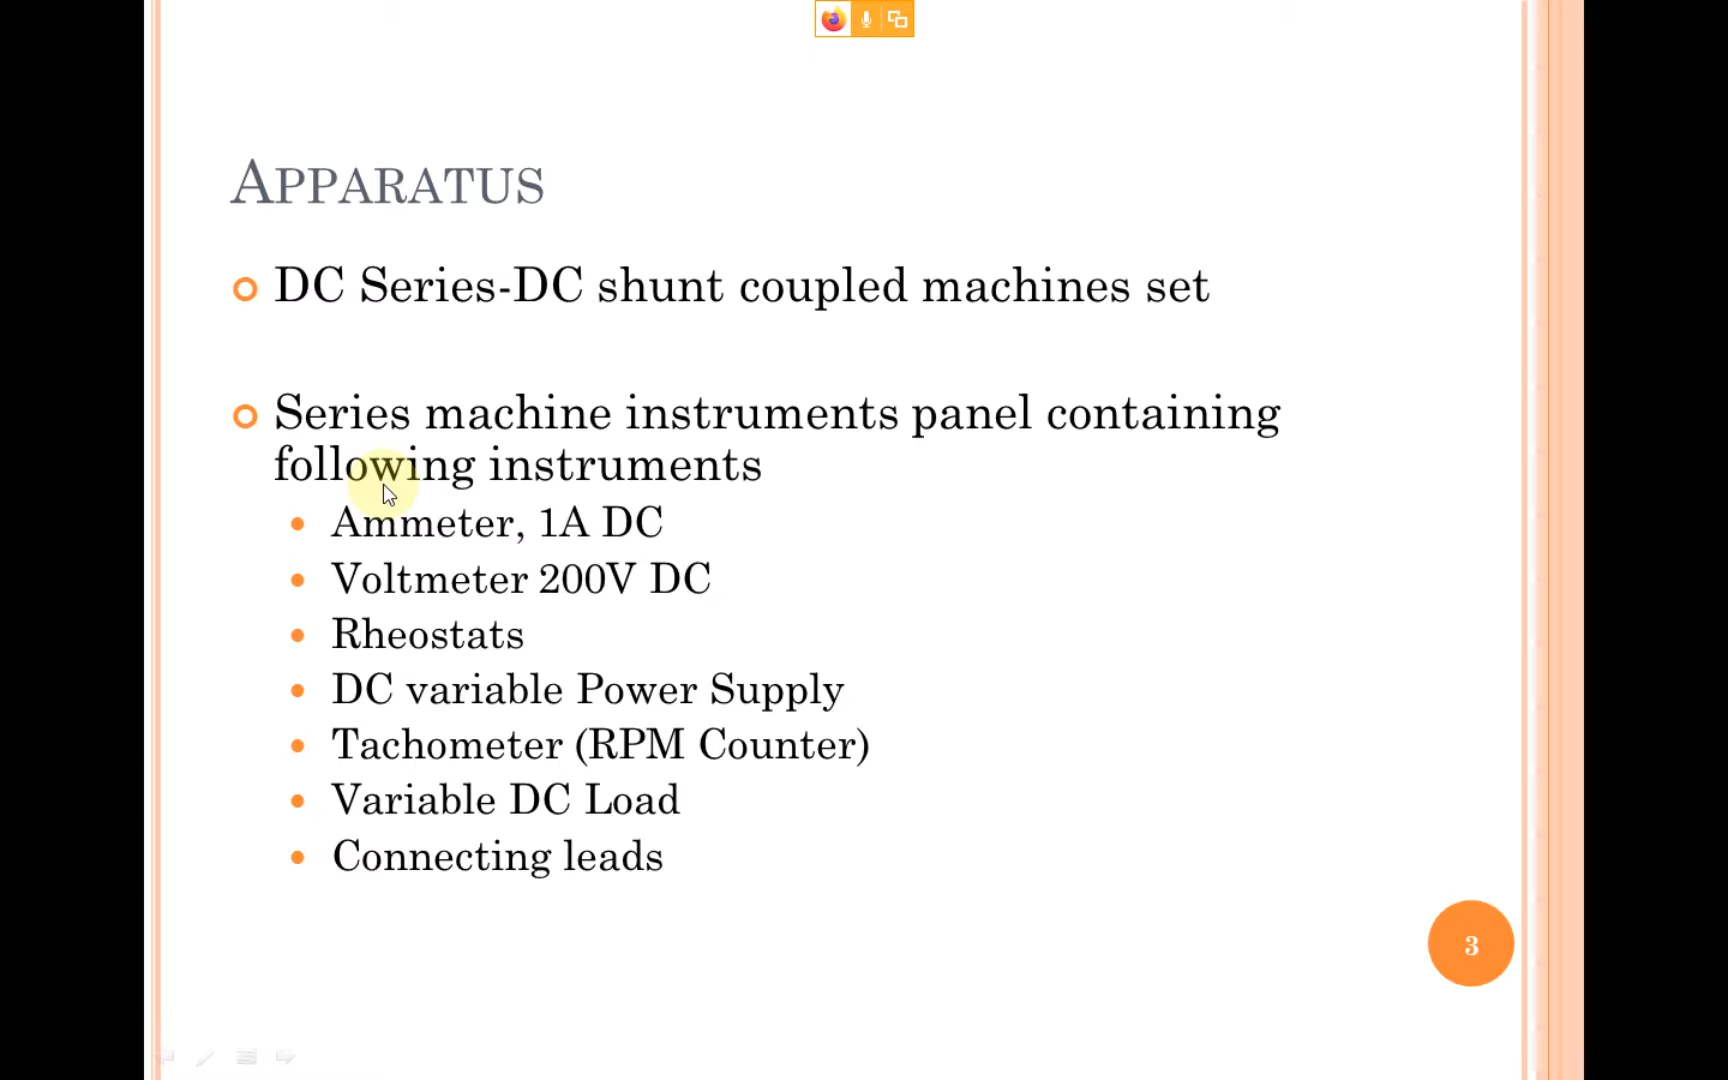 APPARATUS
DC Series-DC shunt coupled machines set
Series machine instruments panel containing
following instruments
Ammeter, 1A DC
Voltmeter 200V DC
Rheostats
DC variable Power Supply
Tachometer (RPM Counter)
Variable DC Load
Connecting leads
3